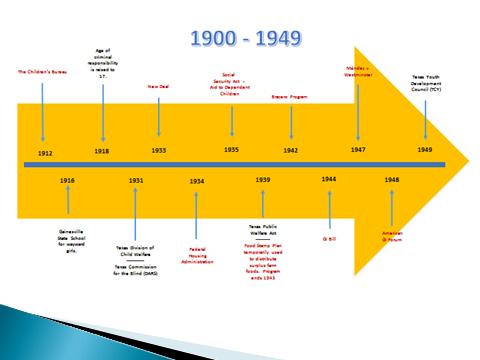 1900 - 1949
The Children's Bureau
Age of
criminal
responsibility
is raised to
17.
New Deal
Social
Security Act -
Aid to Dependent
Children
Bracero Program
Méndez v.
Westminster
Texas Youth
Development
Council (TCY)
1912
1918
1933
1935
1942
1947
1949
1916
1931
1934
1939
1944
1948
Gainesville
State School
for wayward
girls.
Texas Division of
Child Welfare
Texas Commission
for the Blind (DARS)
Federal
Housing
Administration
Texas Public
Welfare Act
Food Stamp Plan
temporarily used
to distribute
surplus farm
foods. Program
ends 1943
GI Bill
American
GI Forum